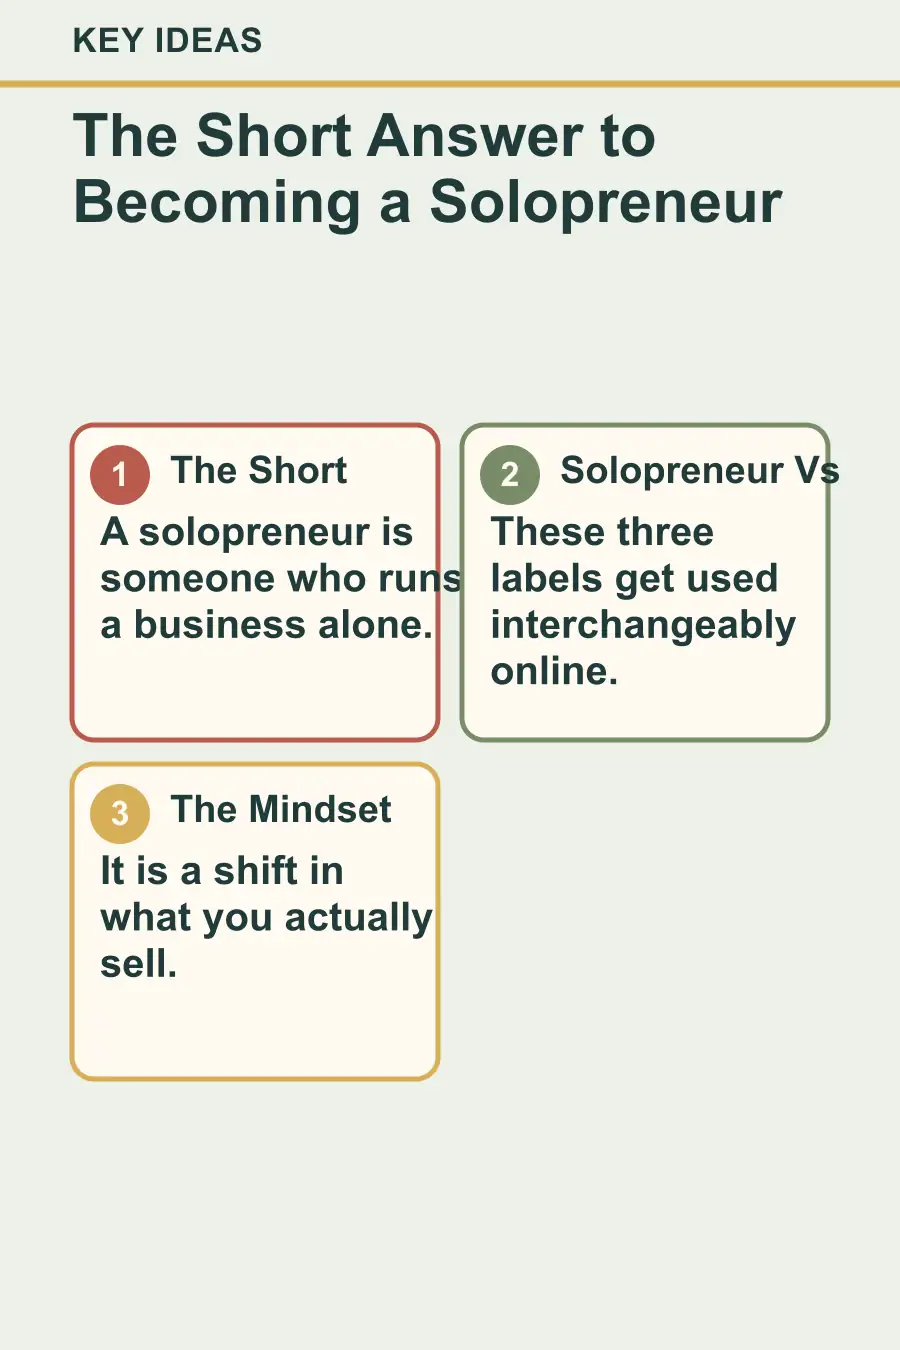 KEY IDEAS
The Short Answer to
Becoming a Solopreneur
1
The Short
A solopreneur is
someone who runs
a business alone.
2
Solopreneur Vs
These three
labels get used
interchangeably
online.
3
The Mindset
It is a shift in
what you actually
sell.